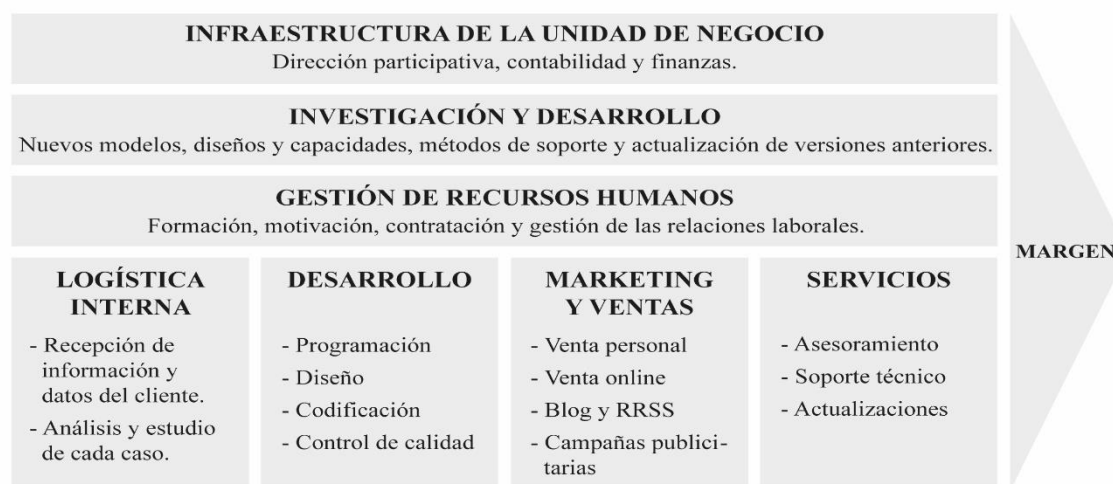 INFRAESTRUCTURA DE LA UNIDAD DE NEGOCIO
Dirección participativa, contabilidad y finanzas.
INVESTIGACIÓN Y DESARROLLO
Nuevos modelos, diseños y capacidades, métodos de soporte y actualización de versiones anteriores.
GESTIÓN DE RECURSOS HUMANOS
Formación, motivación, contratación y gestión de las relaciones laborales.
LOGÍSTICA
INTERNA
- Recepción de
información y
datos del cliente.
- Análisis y estudio
de cada caso.
DESARROLLO
- Programación
- Diseño
- Codificación
- Control de calidad
MARKETING
Y VENTAS
- Venta personal
- Venta online
- Blog y RRSS
- Campañas publici-
tarias
SERVICIOS
- Asesoramiento
- Soporte técnico
- Actualizaciones
MARGEN